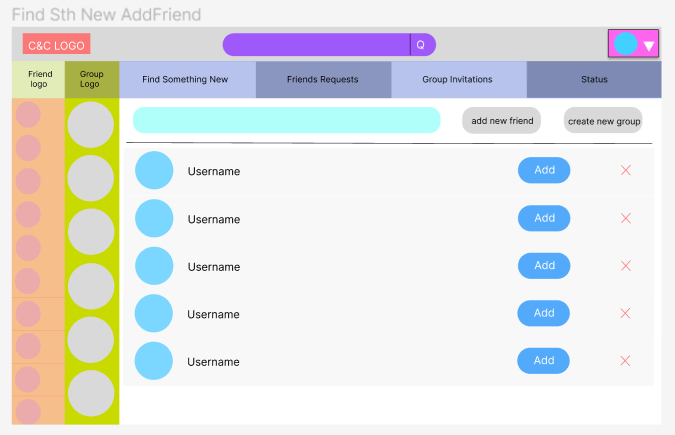 Find Sth New AddFriend
C&C LOGO
Q
Friend
logo
Group
Logo
Find Something New
Friends Requests
Group Invitations
Status
add new friend
create new group
Username
Add
Username
Add
Username
Add
Username
Add
Username
Add